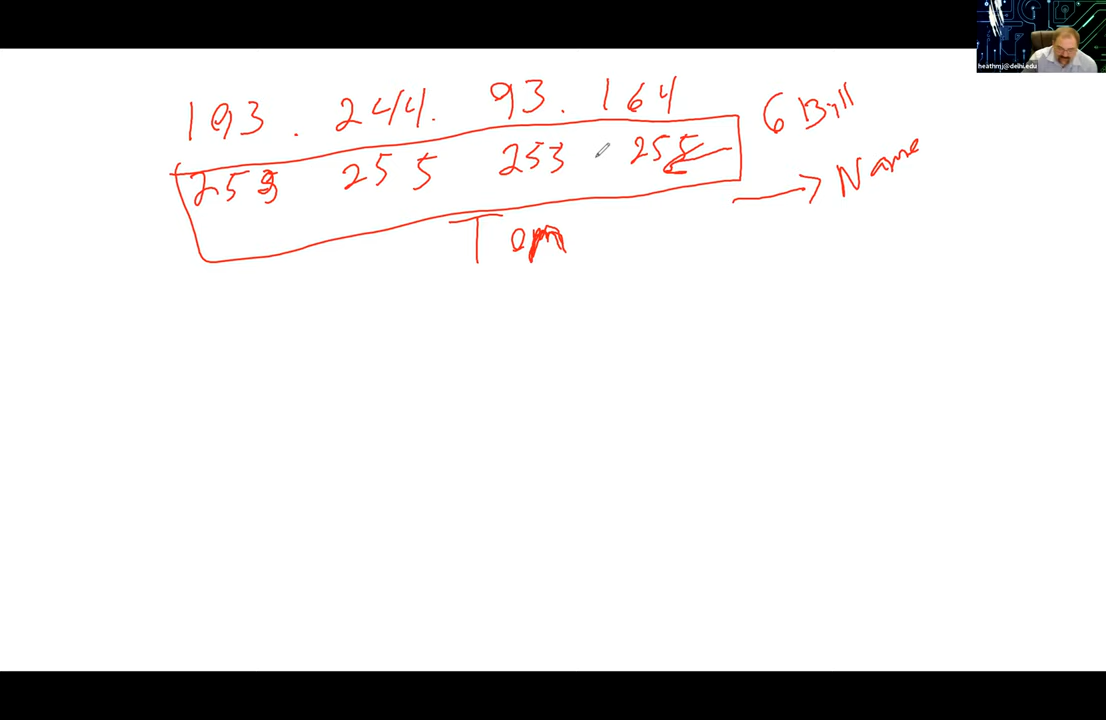 193 . 244. 93. 164
6 Bill
255 255 253 255
Name
Tom
heathmj@delhi.edu